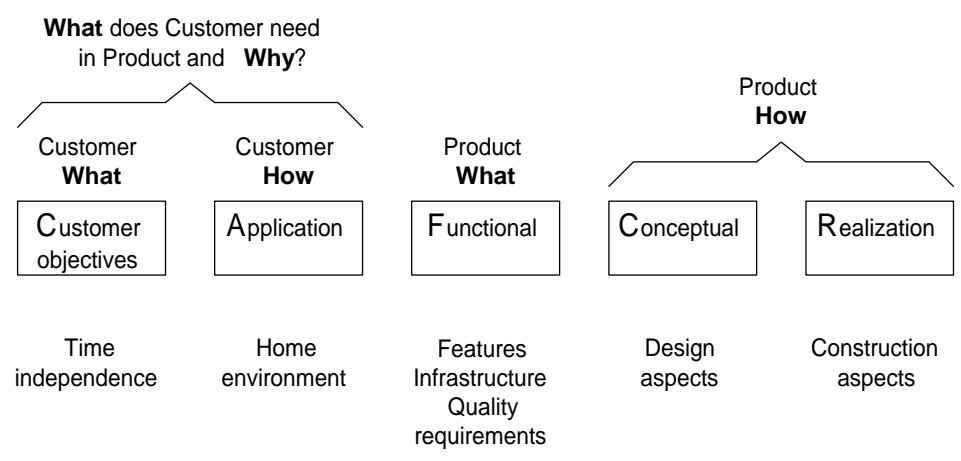 What does Customer need
in Product and Why?
Product
How
Customer
What
Customer
How
Product
What
Customer
objectives
Application
Functional
Conceptual
Realization
Time
independence
Home
environment
Features
Infrastructure
Quality
requirements
Design
aspects
Construction
aspects